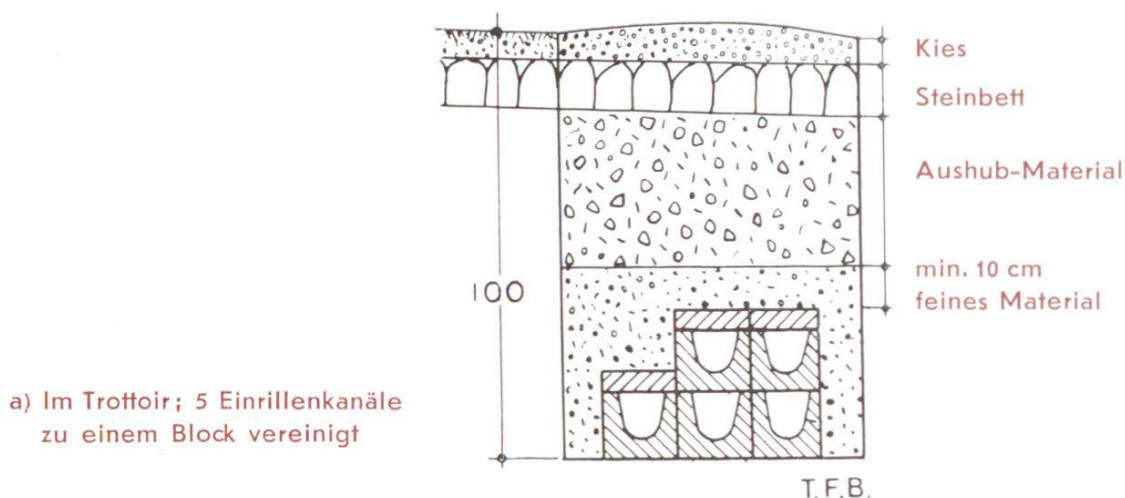 Kies
Steinbett
Aushub-Material
min. 10 cm
feines Material
100
a) Im Trottoir; 5 Einrillenkanäle
zu einem Block vereinigt
T.F.B.